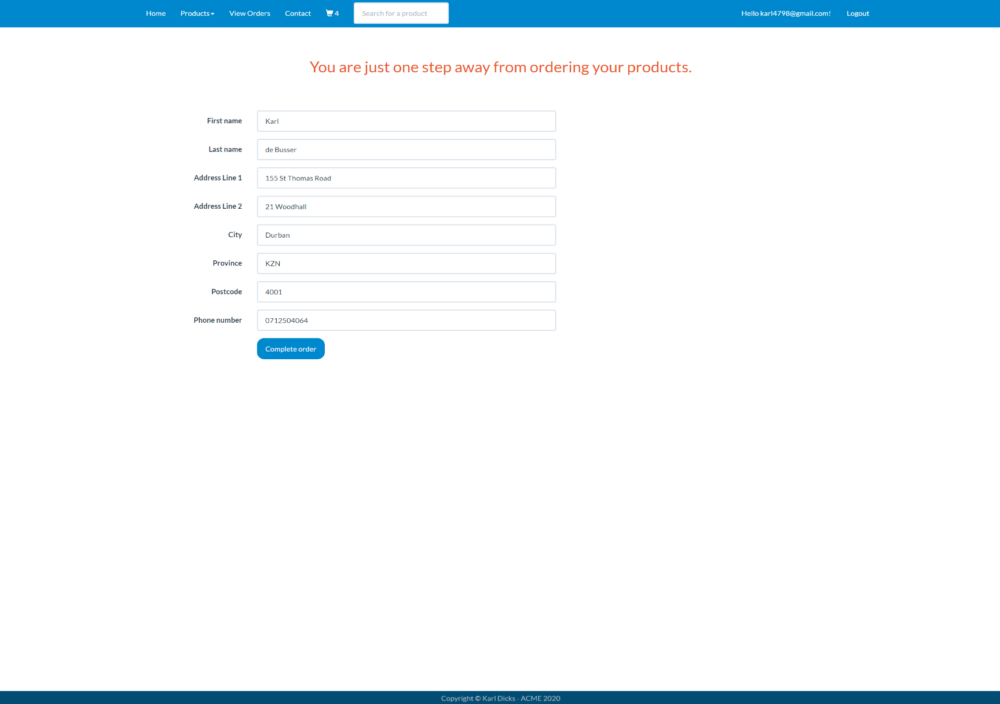 Home Products View Orders Contact 4 Search for a product Hello karl4798@gmail.com! Logout
You are just one step away from ordering your products.
First name Karl
Last name de Busser
Address Line 1 155 St Thomas Road
Address Line 2 21 Woodhall
City Durban
Province KZN
Postcode 4001
Phone number 0712504064
Complete order
Copyright © Karl Dicks - ACME 2020